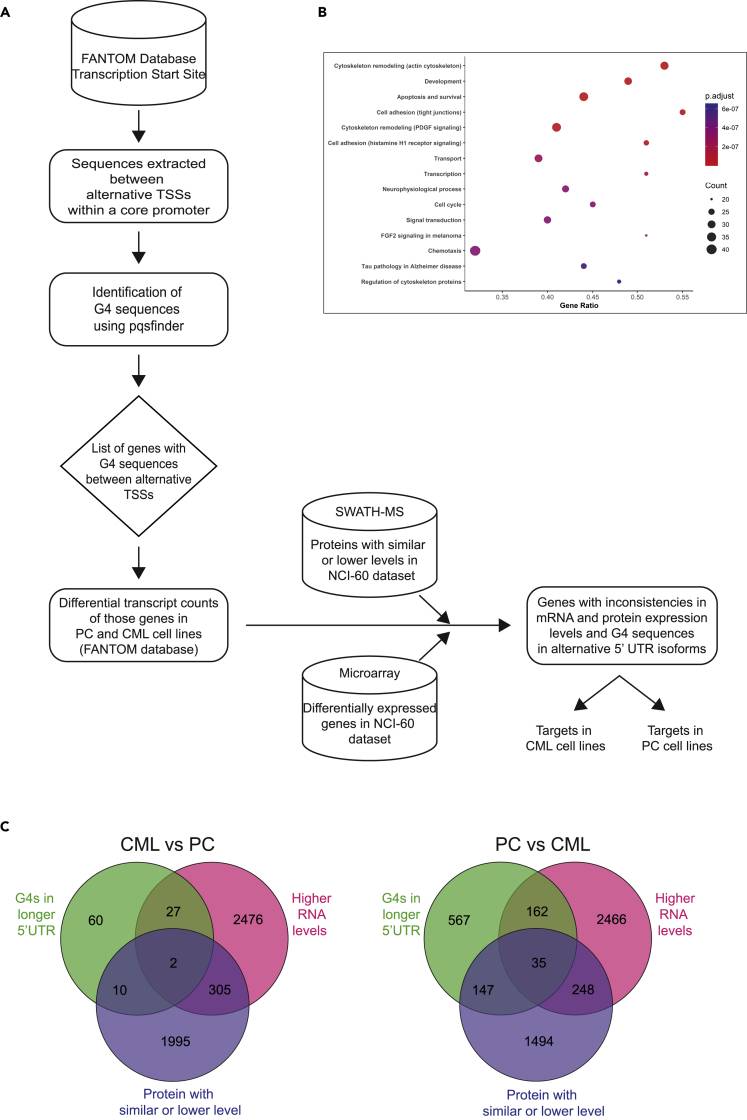 A
FANTOM Database
Transcription Start Site
Sequences extracted
between
alternative TSSs
within a core promoter
Identification of
G4 sequences
using pqsfinder
List of genes with
G4 sequences
between alternative
TSSs
Differential transcript counts
of those genes in
PC and CML cell lines
(FANTOM database)
SWATH-MS
Proteins with similar
or lower levels in
NCI-60 dataset
Microarray
Differentially expressed
genes in NCI-60
dataset
Genes with inconsistencies in
mRNA and protein expression
levels and G4 sequences
in alternative 5' UTR isoforms
Targets in
CML cell lines
Targets in
PC cell lines
B
Cytoskeleton remodeling (actin cytoskeleton)
Development
Apoptosis and survival
Cell adhesion (tight junctions)
Cytoskeleton remodeling (PDGF signaling)
Cell adhesion (histamine H1 receptor signaling)
Transport
Transcription
Neurophysiological process
Cell cycle
Signal transduction
FGF2 signaling in melanoma
Chemotaxis
Tau pathology in Alzheimer disease
Regulation of cytoskeleton proteins
0.35 0.40 0.45 0.50 0.55
Gene Ratio
p.adjust
6e-07
4e-07
2e-07
Count
20
25
30
35
40
C
CML vs PC
G4s in
longer
5'UTR
Higher
RNA
levels
60
27
2476
2
10
305
1995
Protein with
similar or lower level
PC vs CML
G4s in
longer
5'UTR
Higher
RNA
levels
567
162
2466
35
147
248
1494
Protein with
similar or lower level